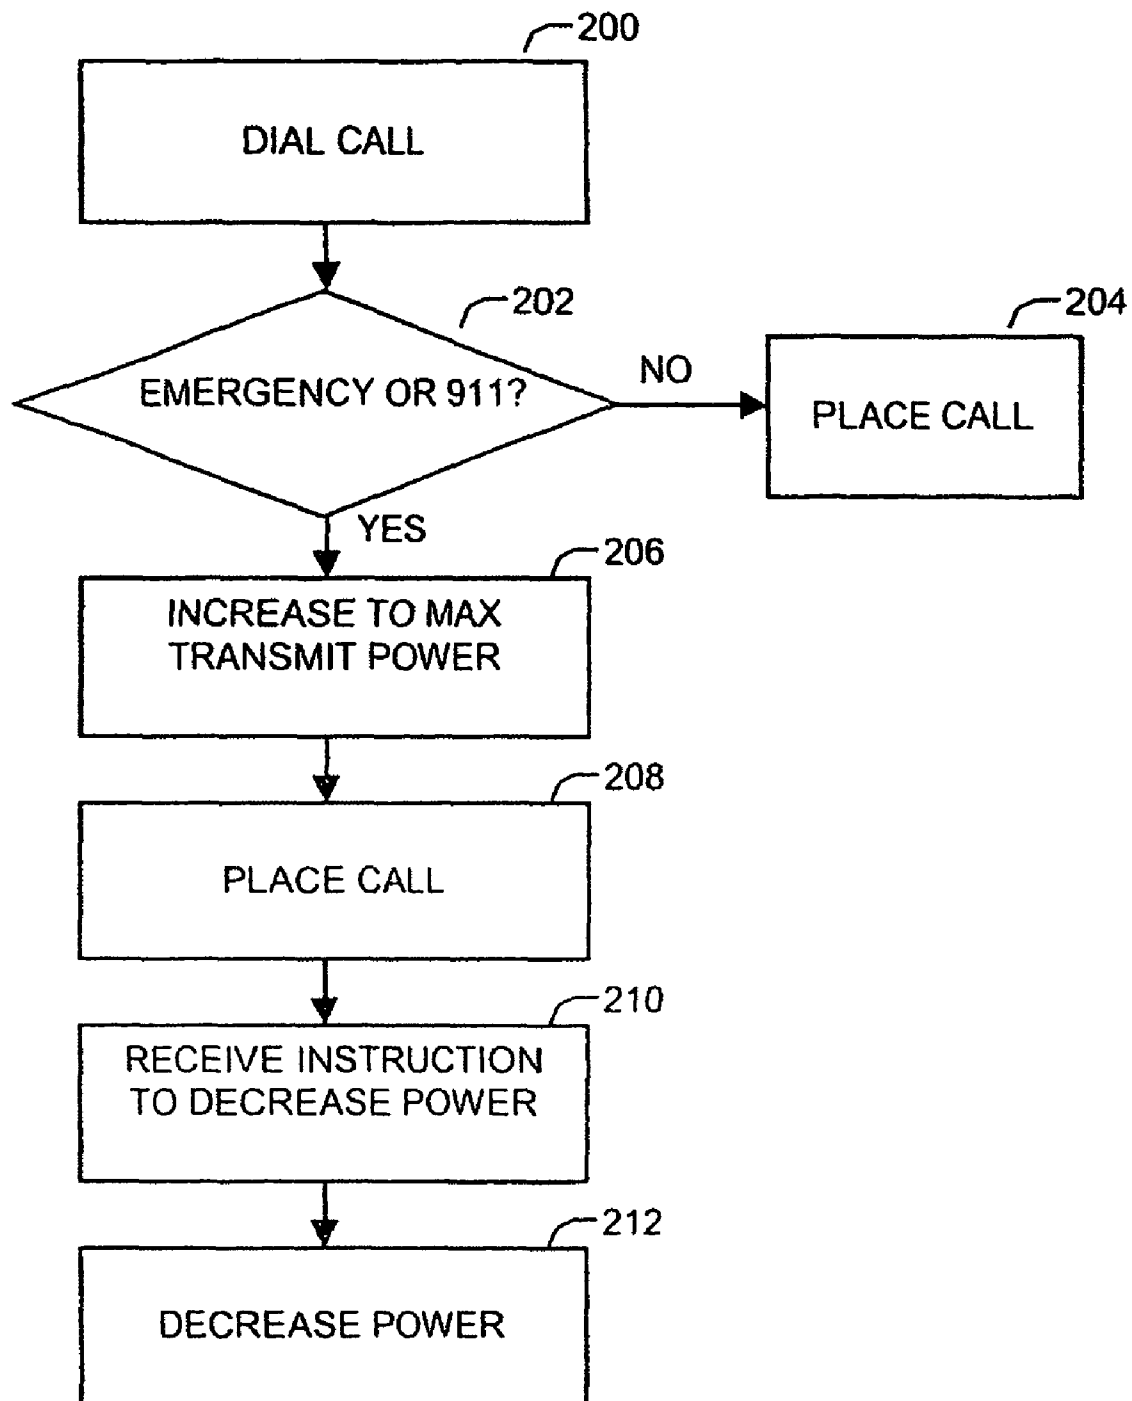 200
DIAL CALL
202
EMERGENCY OR 911?
NO
204
PLACE CALL
YES
206
INCREASE TO MAX
TRANSMIT POWER
208
PLACE CALL
210
RECEIVE INSTRUCTION
TO DECREASE POWER
212
DECREASE POWER